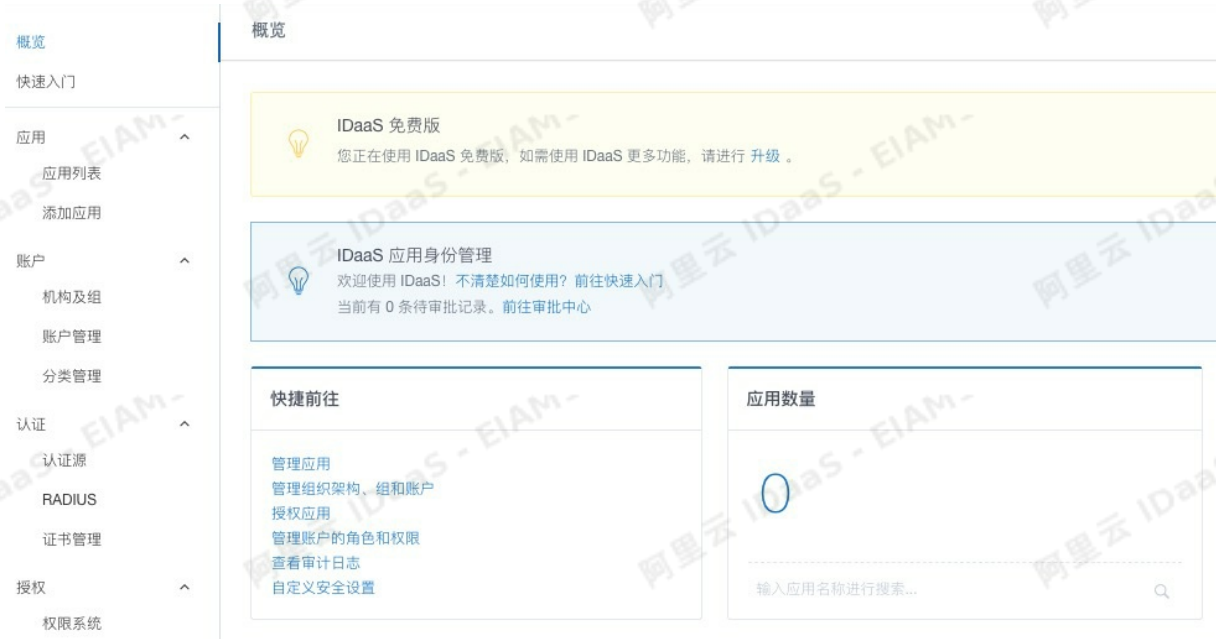 概览
快速入门
应用
应用列表
添加应用
账户
机构及组
账户管理
分类管理
认证
认证源
RADIUS
证书管理
授权
权限系统
概览
IDaaS 免费版
您正在使用 IDaaS 免费版，如需使用 IDaaS 更多功能，请进行 升级 。
IDaaS 应用身份管理
欢迎使用 IDaaS！不清楚如何使用？前往快速入门
当前有 0 条待审批记录。前往审批中心
快捷前往
管理应用
管理组织架构、组和账户
授权应用
管理账户的角色和权限
查看审计日志
自定义安全设置
应用数量
0
输入应用名称进行搜索...
阿里云 IDaaS - EIAM-